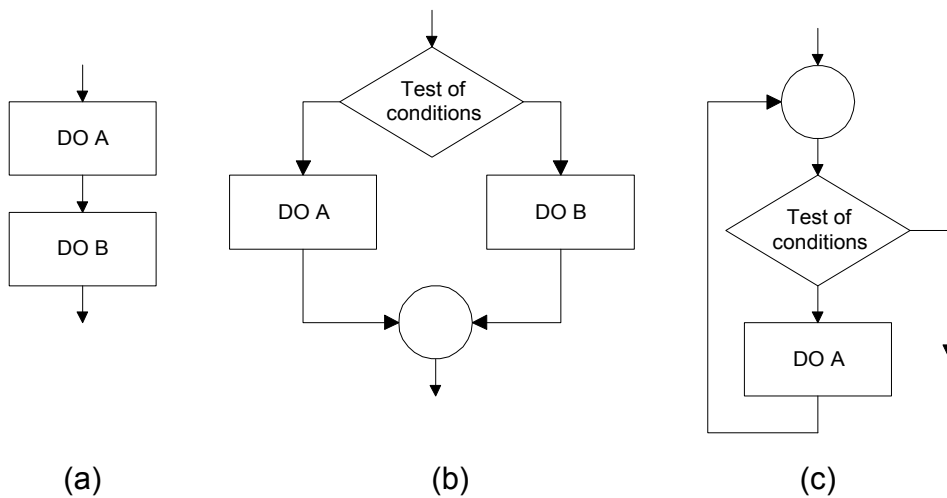 DO A
DO B
(a)
Test of
conditions
DO A
DO B
(b)
Test of
conditions
DO A
(c)